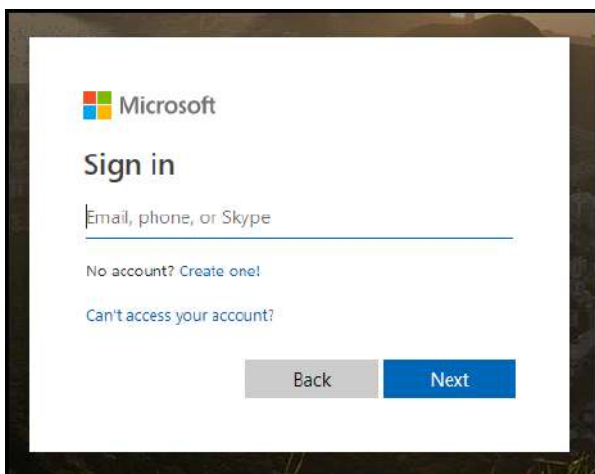 Microsoft
Sign in
Email, phone, or Skype
No account? Create one!
Can't access your account?
Back Next